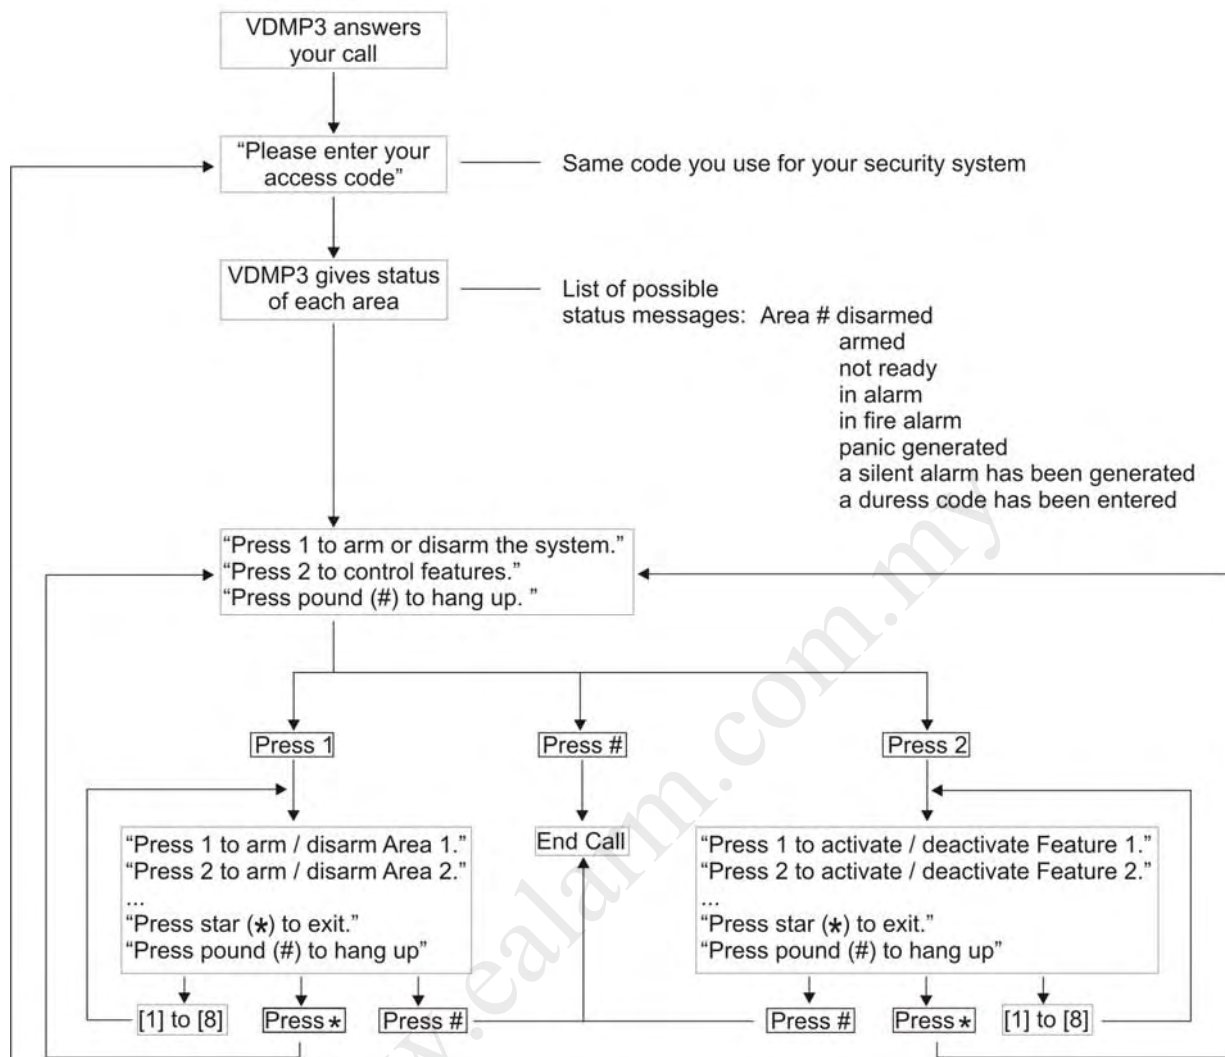 VDMP3 answers
your call
“Please enter your
access code”
Same code you use for your security system
VDMP3 gives status
of each area
List of possible
status messages: Area # disarmed
armed
not ready
in alarm
in fire alarm
panic generated
a silent alarm has been generated
a duress code has been entered
“Press 1 to arm or disarm the system.”
“Press 2 to control features.”
“Press pound (#) to hang up. ”
Press 1
Press #
Press 2
“Press 1 to arm / disarm Area 1.”
“Press 2 to arm / disarm Area 2.”
...
“Press star (*) to exit.”
“Press pound (#) to hang up”
End Call
“Press 1 to activate / deactivate Feature 1.”
“Press 2 to activate / deactivate Feature 2.”
...
“Press star (*) to exit.”
“Press pound (#) to hang up”
[1] to [8]
Press *
Press #
Press #
Press *
[1] to [8]
.ealarm.com.my